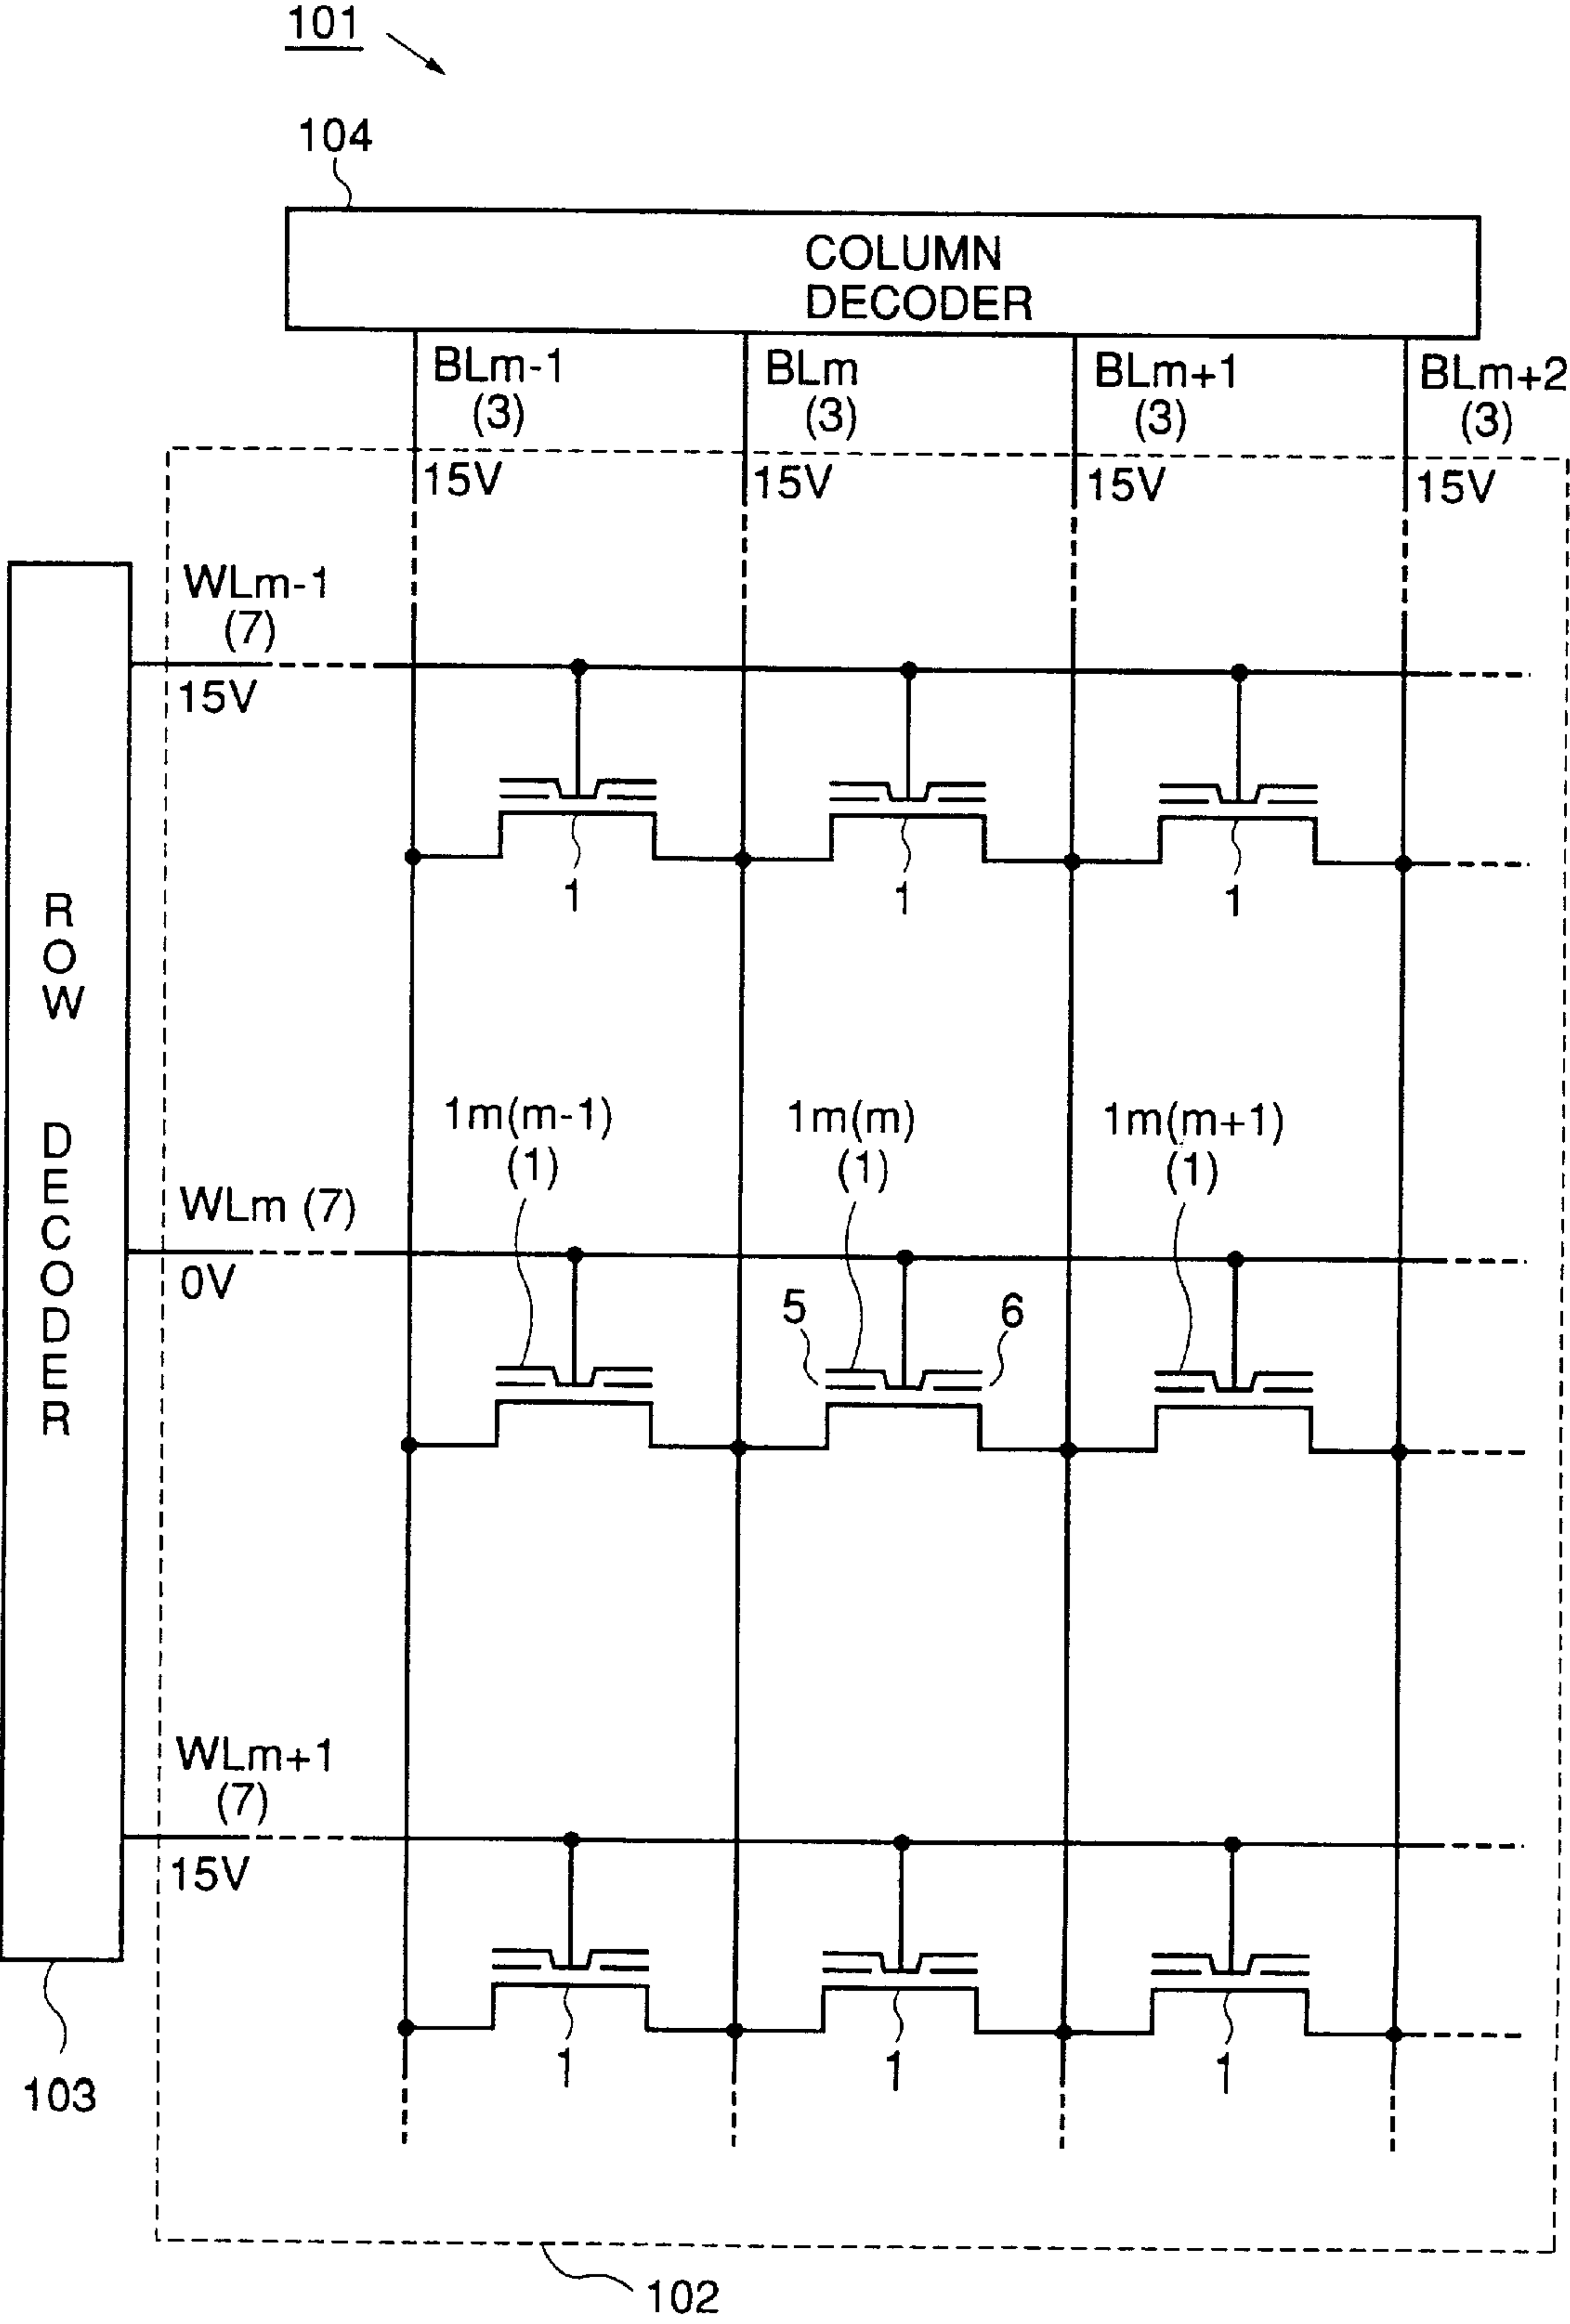 101
104
COLUMN
DECODER
BLm-1
(3)
BLm
(3)
BLm+1
(3)
BLm+2
(3)
15V
15V
15V
15V
WLm-1
(7)
15V
1
1
1
ROW DECODER
1m(m-1)
(1)
1m(m)
(1)
1m(m+1)
(1)
WLm (7)
0V
5
6
WLm+1
(7)
15V
1
1
1
103
102